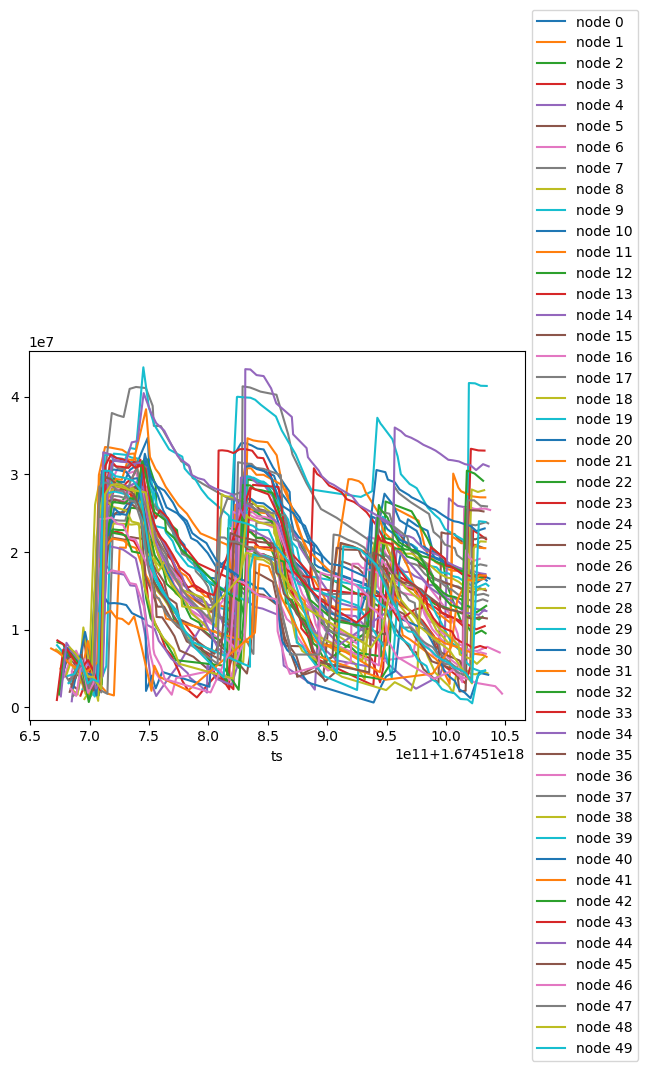 node 0
node 1
node 2
node 3
node 4
node 5
node 6
node 7
node 8
node 9
node 10
node 11
node 12
node 13
node 14
node 15
node 16
node 17
node 18
node 19
node 20
node 21
node 22
node 23
node 24
node 25
node 26
node 27
node 28
node 29
node 30
node 31
node 32
node 33
node 34
node 35
node 36
node 37
node 38
node 39
node 40
node 41
node 42
node 43
node 44
node 45
node 46
node 47
node 48
node 49
1e7
4
3
2
1
0
6.5 7.0 7.5 8.0 8.5 9.0 9.5 10.0 10.5
ts
1e11+1.67451e18